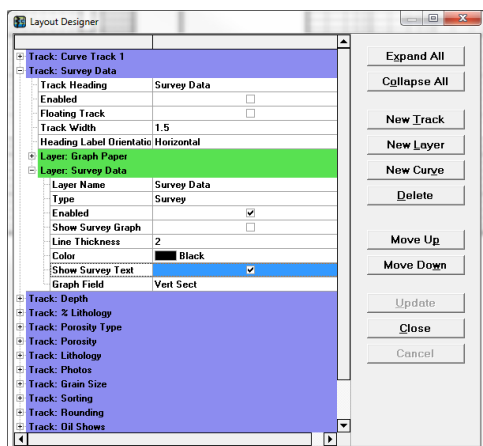 Layout Designer
Track: Curve Track 1
Track: Survey Data
Track Heading Survey Data
Enabled
Floating Track
Track Width 1.5
Heading Label Orientatic Horizontal
Layer: Graph Paper
Layer: Survey Data
Layer Name Survey Data
Type Survey
Enabled
Show Survey Graph
Line Thickness 2
Color Black
Show Survey Text
Graph Field Vert Sect
Track: Depth
Track: % Lithology
Track: Porosity Type
Track: Porosity
Track: Lithology
Track: Photos
Track: Grain Size
Track: Sorting
Track: Rounding
Track: Oil Shows
Expand All
Collapse All
New Track
New Layer
New Curve
Delete
Move Up
Move Down
Update
Close
Cancel